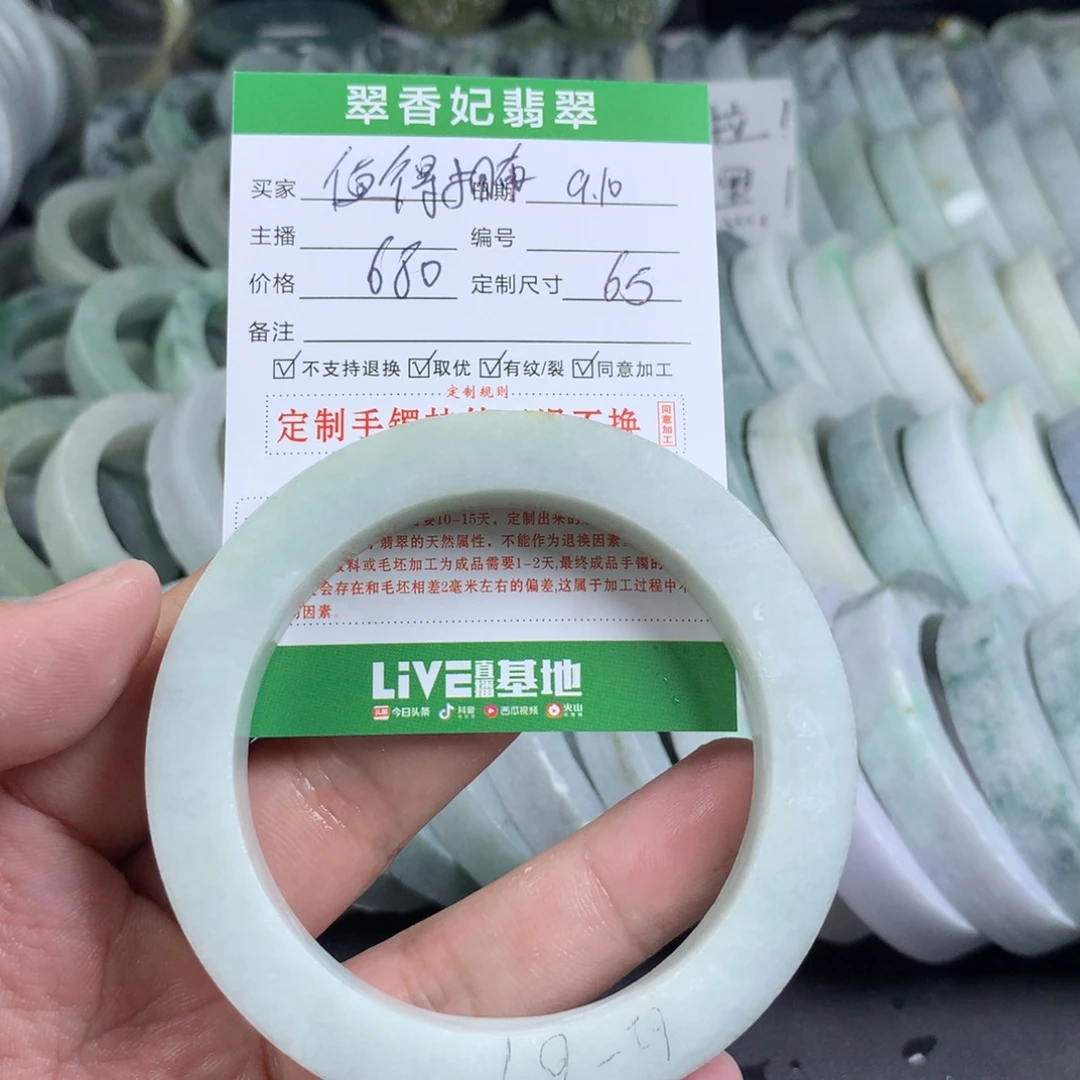 翠香妃翡翠
买家 值得拥有 日期 9.10
主播 编号
价格 680 定制尺寸 65
备注
不支持退换 取优 有纹/裂 同意加工
定制规则
定制手镯 不换
同意加工
要10-15天，定制出来的
翡翠的天然属性，不能作为退换因素
料或毛坯加工为成品需要1-2天,最终成品手镯的
会存在和毛坯相差2毫米左右的偏差,这属于加工过程中
因素。
LiVE直播基地
今日头条 抖音 西瓜视频 火山